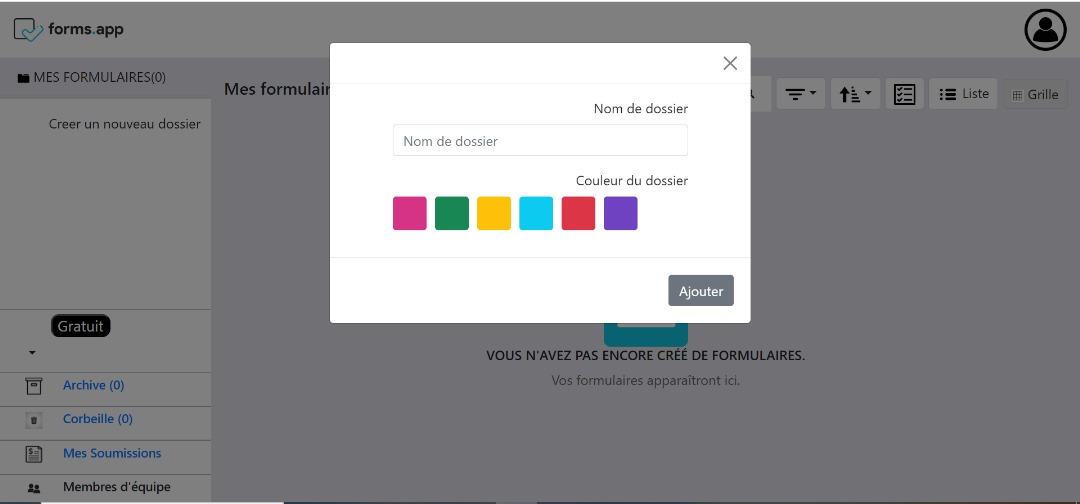 forms.app
MES FORMULAIRES(0)
Creer un nouveau dossier
Gratuit
Archive (0)
Corbeille (0)
Mes Soumissions
Membres d'équipe
Mes formulair
Liste
Grille
Nom de dossier
Nom de dossier
Couleur du dossier
Ajouter
VOUS N'AVEZ PAS ENCORE CRÉÉ DE FORMULAIRES.
Vos formulaires apparaîtront ici.